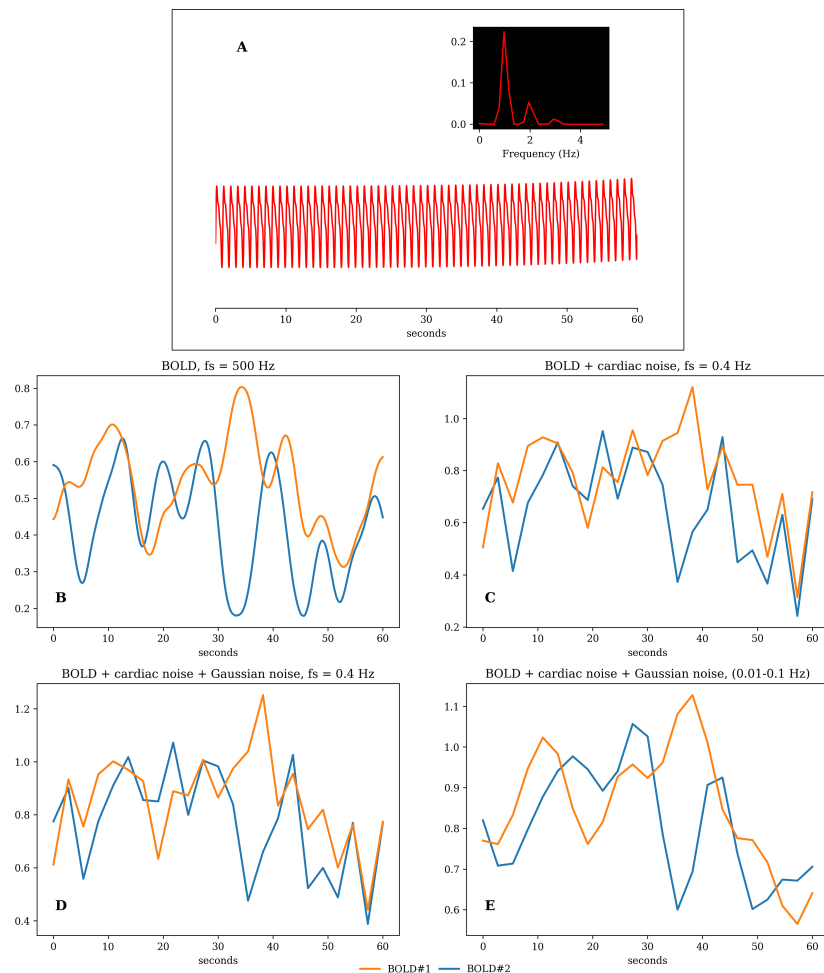 A
0.2
0.1
0.0
0 2 4
Frequency (Hz)
0 10 20 30 40 50 60
seconds
BOLD, fs = 500 Hz
0.8
0.7
0.6
0.5
0.4
0.3
0.2
B
0 10 20 30 40 50 60
seconds
BOLD + cardiac noise, fs = 0.4 Hz
1.0
0.8
0.6
0.4
0.2
C
0 10 20 30 40 50 60
seconds
BOLD + cardiac noise + Gaussian noise, fs = 0.4 Hz
1.2
1.0
0.8
0.6
0.4
D
0 10 20 30 40 50 60
seconds
BOLD + cardiac noise + Gaussian noise, (0.01-0.1 Hz)
1.1
1.0
0.9
0.8
0.7
0.6
E
0 10 20 30 40 50 60
seconds
BOLD#1 BOLD#2